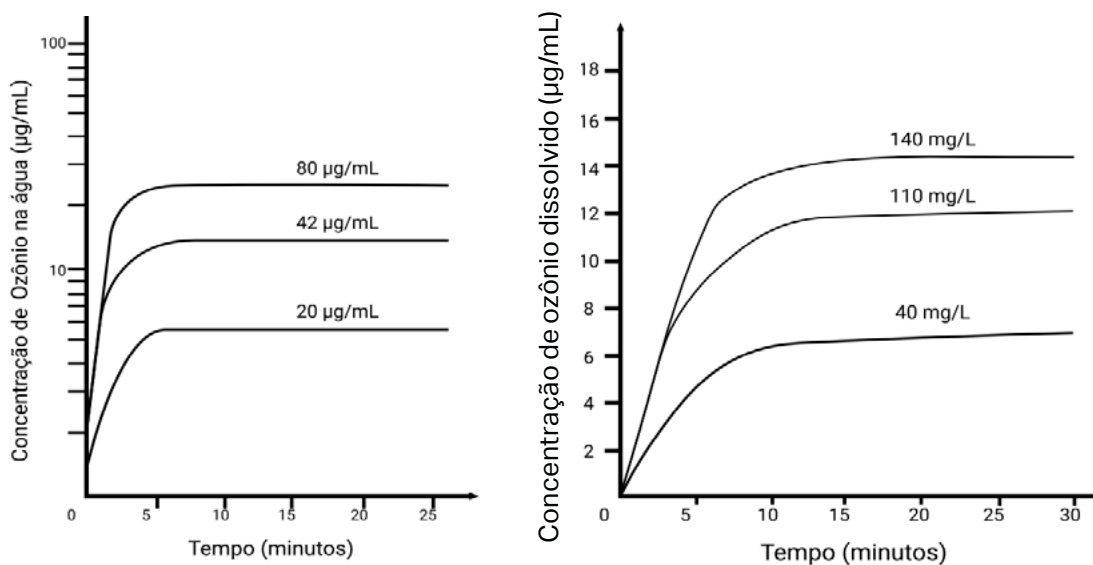 Concentração de Ozônio na água (µg/mL)
100
10
80 µg/mL
42 µg/mL
20 µg/mL
0
5
10
15
20
25
Tempo (minutos)
Concentração de ozônio dissolvido (µg/mL)
18
16
14
12
10
8
6
4
2
140 mg/L
110 mg/L
40 mg/L
0
5
10
15
20
25
30
Tempo (minutos)